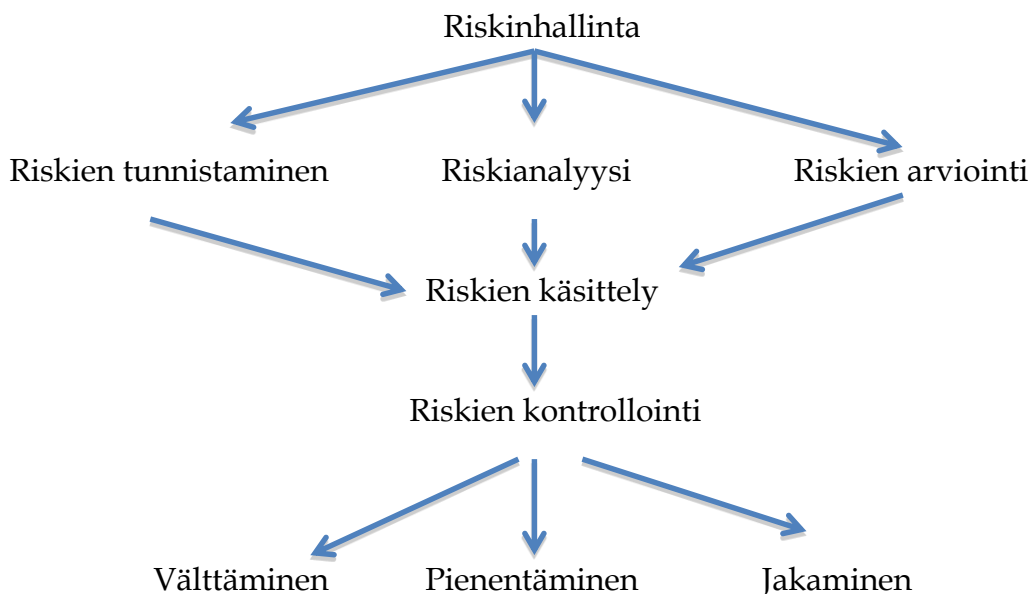 Riskinhallinta
Riskien tunnistaminen Riskianalyysi Riskien arviointi
Riskien käsittely
Riskien kontrollointi
Välttäminen Pienentäminen Jakaminen